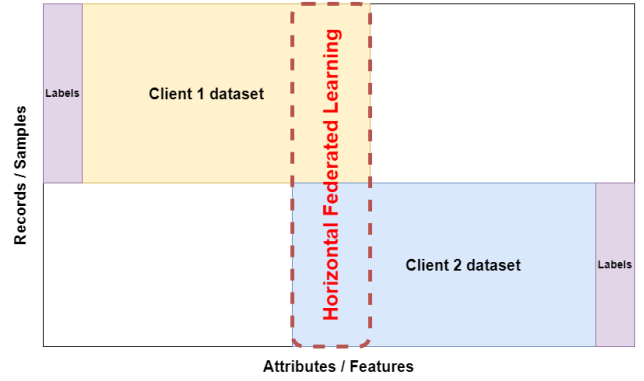 Labels
Client 1 dataset
Horizontal Federated Learning
Records / Samples
Client 2 dataset
Labels
Attributes / Features